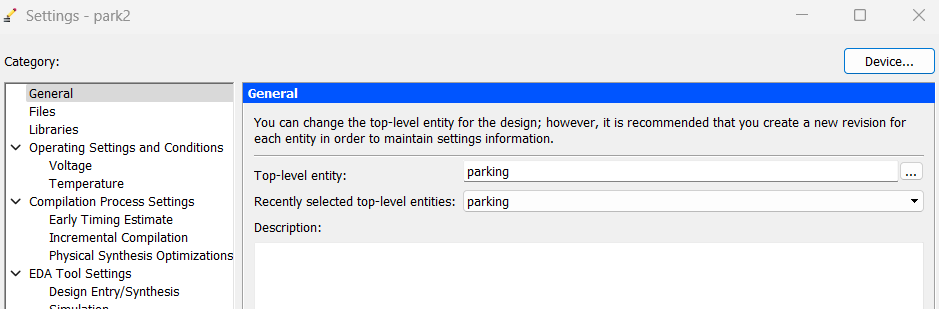 Settings - park2
Category:
Device...
General
Files
Libraries
Operating Settings and Conditions
Voltage
Temperature
Compilation Process Settings
Early Timing Estimate
Incremental Compilation
Physical Synthesis Optimizations
EDA Tool Settings
Design Entry/Synthesis
Simulation
General
You can change the top-level entity for the design; however, it is recommended that you create a new revision for
each entity in order to maintain settings information.
Top-level entity: parking ...
Recently selected top-level entities: parking
Description: